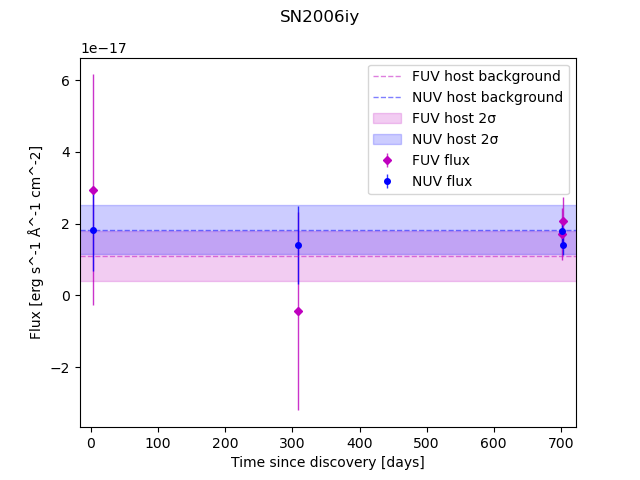 SN2006iy
1e−17
FUV host background
NUV host background
FUV host 2σ
NUV host 2σ
FUV flux
NUV flux
6
4
2
0
−2
Flux [erg s^-1 Å^-1 cm^-2]
0 100 200 300 400 500 600 700
Time since discovery [days]